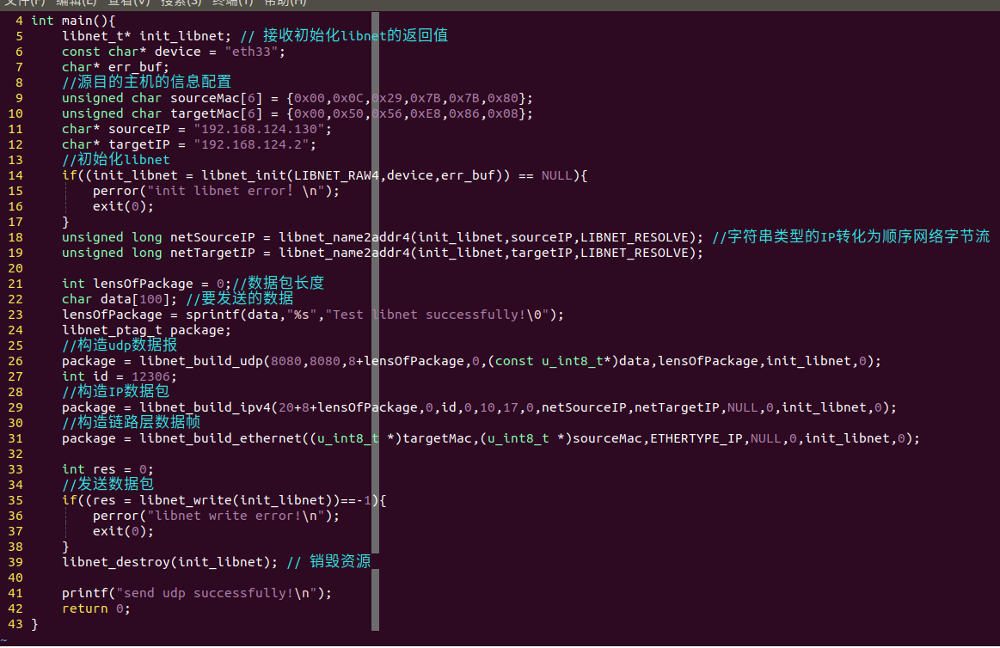 文件(F) 编辑(E) 查看(V) 搜索(S) 终端(T) 帮助(H)
4 int main(){
5     libnet_t* init_libnet; // 接收初始化libnet的返回值
6     const char* device = "eth33";
7     char* err_buf;
8     //源目的主机的信息配置
9     unsigned char sourceMac[6] = {0x00,0x0C,0x29,0x7B,0x7B,0x80};
10     unsigned char targetMac[6] = {0x00,0x50,0x56,0xE8,0x86,0x08};
11     char* sourceIP = "192.168.124.130";
12     char* targetIP = "192.168.124.2";
13     //初始化libnet
14     if((init_libnet = libnet_init(LIBNET_RAW4,device,err_buf)) == NULL){
15         perror("init libnet error! \n");
16         exit(0);
17     }
18     unsigned long netSourceIP = libnet_name2addr4(init_libnet,sourceIP,LIBNET_RESOLVE); //字符串类型的IP转化为顺序网络字节流
19     unsigned long netTargetIP = libnet_name2addr4(init_libnet,targetIP,LIBNET_RESOLVE);
20
21     int lensOfPackage = 0;//数据包长度
22     char data[100]; //要发送的数据
23     lensOfPackage = sprintf(data,"%s","Test libnet successfully!\0");
24     libnet_ptag_t package;
25     //构造udp数据报
26     package = libnet_build_udp(8080,8080,8+lensOfPackage,0,(const u_int8_t*)data,lensOfPackage,init_libnet,0);
27     int id = 12306;
28     //构造IP数据包
29     package = libnet_build_ipv4(20+8+lensOfPackage,0,id,0,10,17,0,netSourceIP,netTargetIP,NULL,0,init_libnet,0);
30     //构造链路层数据帧
31     package = libnet_build_ethernet((u_int8_t *)targetMac,(u_int8_t *)sourceMac,ETHERTYPE_IP,NULL,0,init_libnet,0);
32
33     int res = 0;
34     //发送数据包
35     if((res = libnet_write(init_libnet))==-1){
36         perror("libnet write error!\n");
37         exit(0);
38     }
39     libnet_destroy(init_libnet); // 销毁资源
40
41     printf("send udp successfully!\n");
42     return 0;
43 }
~